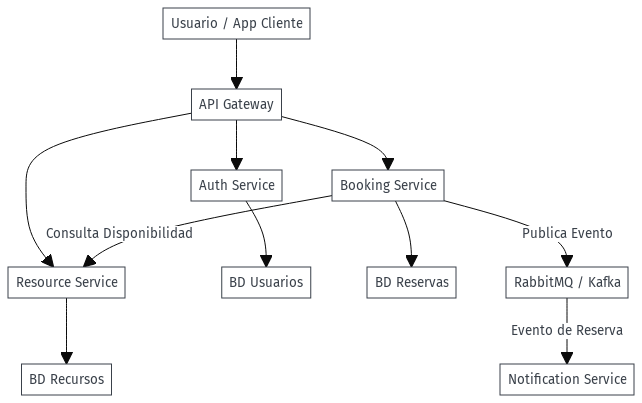 Usuario / App Cliente
API Gateway
Auth Service
Booking Service
Consulta Disponibilidad
Publica Evento
Resource Service
BD Usuarios
BD Reservas
RabbitMQ / Kafka
Evento de Reserva
BD Recursos
Notification Service